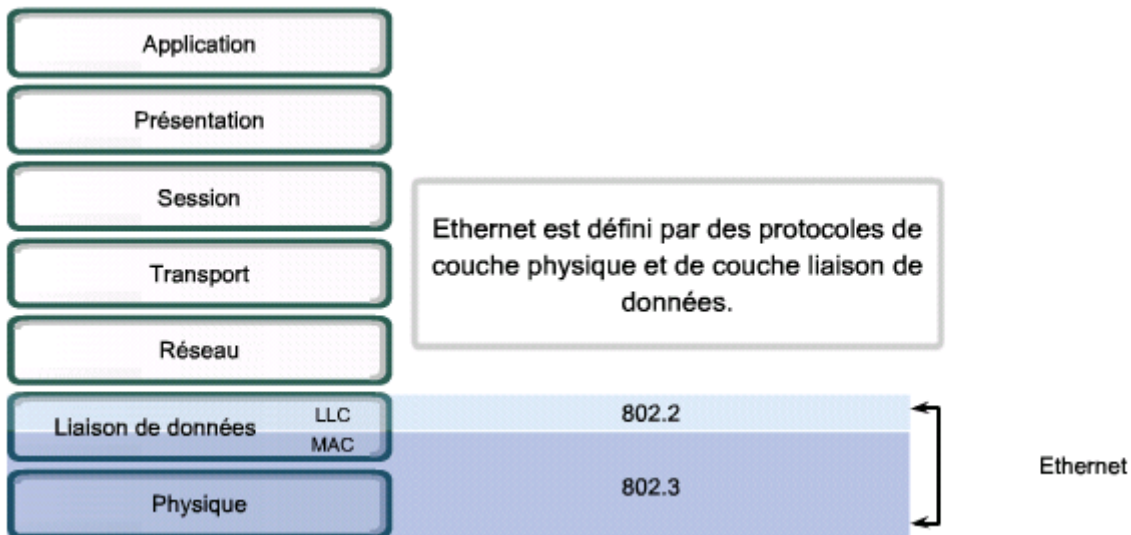 Application
Présentation
Session
Transport
Réseau
Ethernet est défini par des protocoles de
couche physique et de couche liaison de
données.
Liaison de données
LLC
MAC
Physique
802.2
802.3
Ethernet